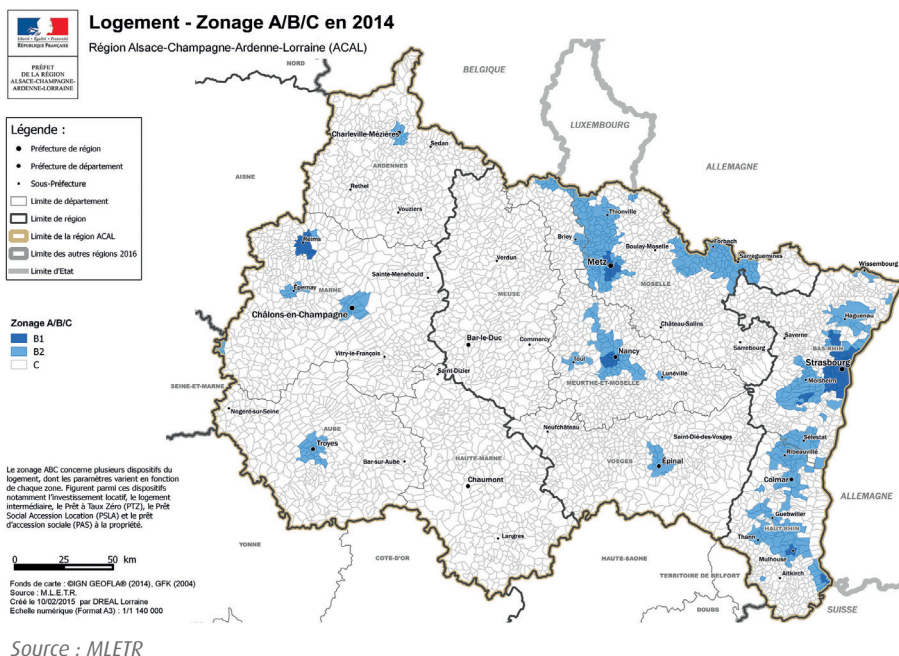 Logement - Zonage A/B/C en 2014
Région Alsace-Champagne-Ardenne-Lorraine (ACAL)
Liberté • Égalité • Fraternité
RÉPUBLIQUE FRANÇAISE
PRÉFET
DE LA RÉGION
ALSACE-CHAMPAGNE-
ARDENNE-LORRAINE
Légende :
Préfecture de région
Préfecture de département
Sous-Préfecture
Limite de département
Limite de région
Limite de la région ACAL
Limite des autres régions 2016
Limite d'Etat
Zonage A/B/C
B1
B2
C
Le zonage ABC concerne plusieurs dispositifs du
logement, dont les paramètres varient en fonction
de chaque zone. Figurent parmi ces dispositifs
notamment l'investissement locatif, le logement
intermédiaire, le Prêt à Taux Zéro (PTZ), le Prêt
Social Accession Location (PSLA) et le prêt
d'accession sociale (PAS) à la propriété.
0 25 50 km
Fonds de carte : ©IGN GEOFLA® (2014), GFK (2004)
Source : M.L.E.T.R.
Créé le 10/02/2015 par DREAL Lorraine
Echelle numérique (Format A3) : 1/1 140 000
NORD
BELGIQUE
LUXEMBOURG
ALLEMAGNE
Charleville-Mézières
Sedan
ARDENNES
AISNE
Rethel
Vouziers
Thionville
Reims
Briey
Boulay-Moselle
Forbach
Sarreguemines
Wissembourg
Verdun
Metz
Sainte-Menehould
MOSELLE
Epernay
MARNE
MEUSE
Haguenau
Châlons-en-Champagne
Château-Salins
Saverne
BAS-RHIN
Bar-le-Duc
Commercy
Sarrebourg
Vitry-le-François
Toul
Nancy
Strasbourg
Molsheim
Saint-Dizier
Lunéville
SEINE-ET-MARNE
MEURTHE-ET-MOSELLE
Nogent-sur-Seine
AUBE
Neufchâteau
Saint-Dié-des-Vosges
Sélestat
Troyes
Ribeauville
Bar-sur-Aube
HAUTE-MARNE
VOSGES
Épinal
Chaumont
Colmar
ALLEMAGNE
Guebwiller
HAUT-RHIN
Thann
Mulhouse
Langres
YONNE
COTE-D'OR
HAUTE-SAONE
TERRITOIRE DE BELFORT
Altkirch
DOUBS
SUISSE
Source : MLETR